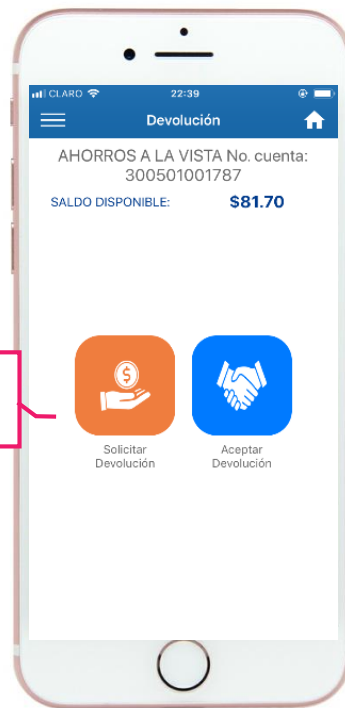 CLARO 22:39
Devolución
AHORROS A LA VISTA No. cuenta:
300501001787
SALDO DISPONIBLE: $81.70
$
Solicitar Aceptar
Devolución Devolución